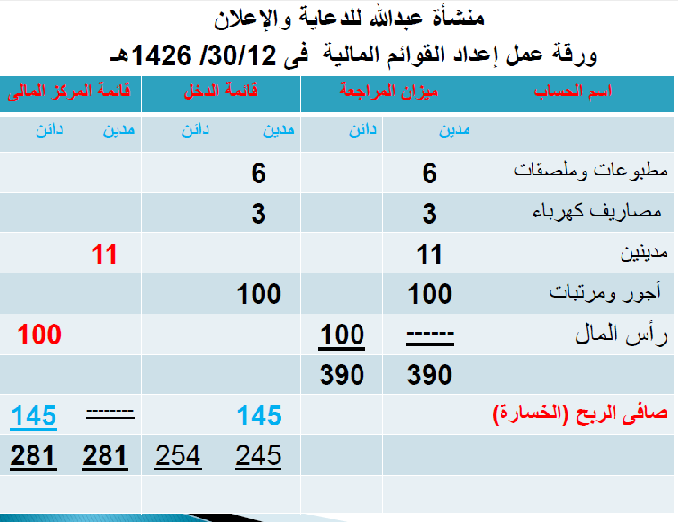 منشأة عبدالله للدعاية والإعلان
ورقة عمل إعداد القوائم المالية فى 30/12/ 1426هـ
اسم الحساب ميزان المراجعة قائمة الدخل قائمة المركز المالى
مدين دائن مدين دائن مدين دائن
مطبوعات وملصقات 6 6
مصاريف كهرباء 3 3
مدينين 11 11
أجور ومرتبات 100 100
رأس المال ------ 100 100
390 390
صافى الربح (الخسارة) 145 -------- 145
245 254 281 281